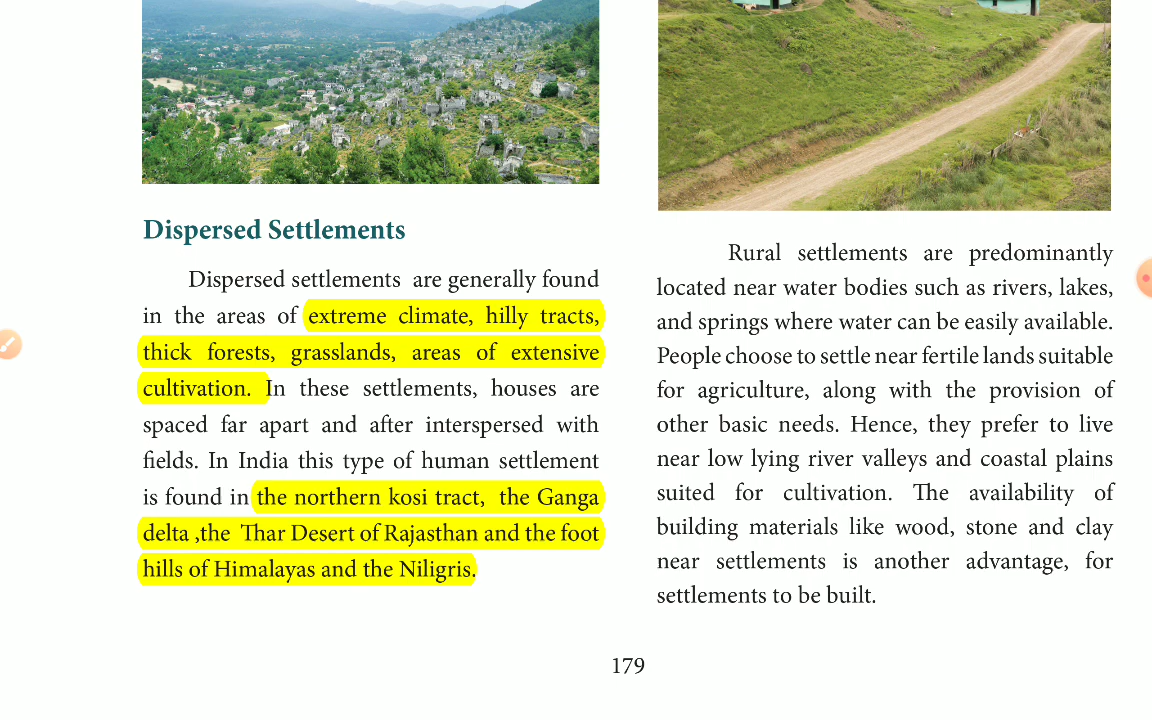 Dispersed Settlements
Dispersed settlements are generally found
in the areas of extreme climate, hilly tracts,
thick forests, grasslands, areas of extensive
cultivation. In these settlements, houses are
spaced far apart and after interspersed with
fields. In India this type of human settlement
is found in the northern kosi tract, the Ganga
delta ,the Thar Desert of Rajasthan and the foot
hills of Himalayas and the Niligris.
Rural settlements are predominantly
located near water bodies such as rivers, lakes,
and springs where water can be easily available.
People choose to settle near fertile lands suitable
for agriculture, along with the provision of
other basic needs. Hence, they prefer to live
near low lying river valleys and coastal plains
suited for cultivation. The availability of
building materials like wood, stone and clay
near settlements is another advantage, for
settlements to be built.
179